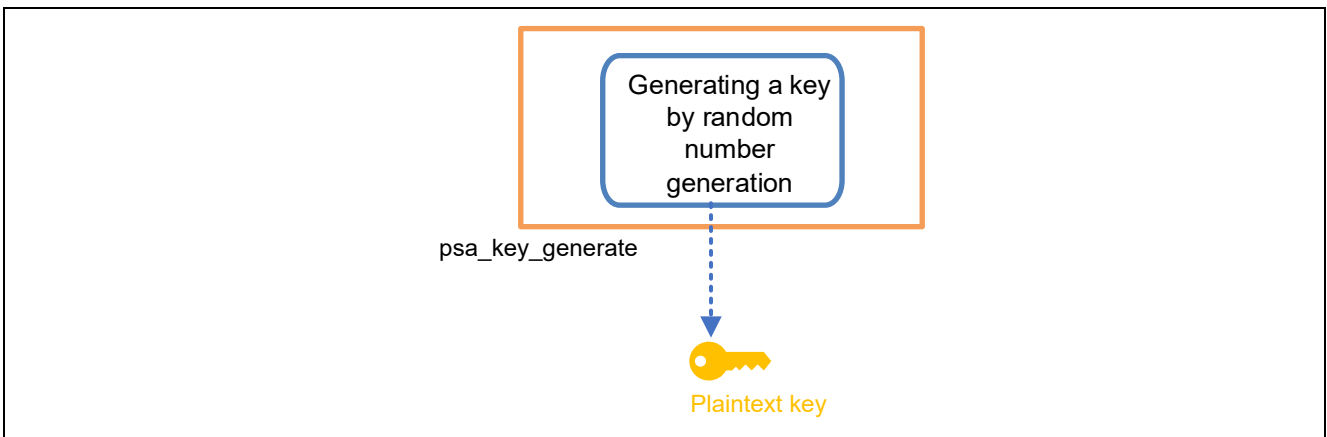 Generating a key
by random
number
generation
psa_key_generate
Plaintext key